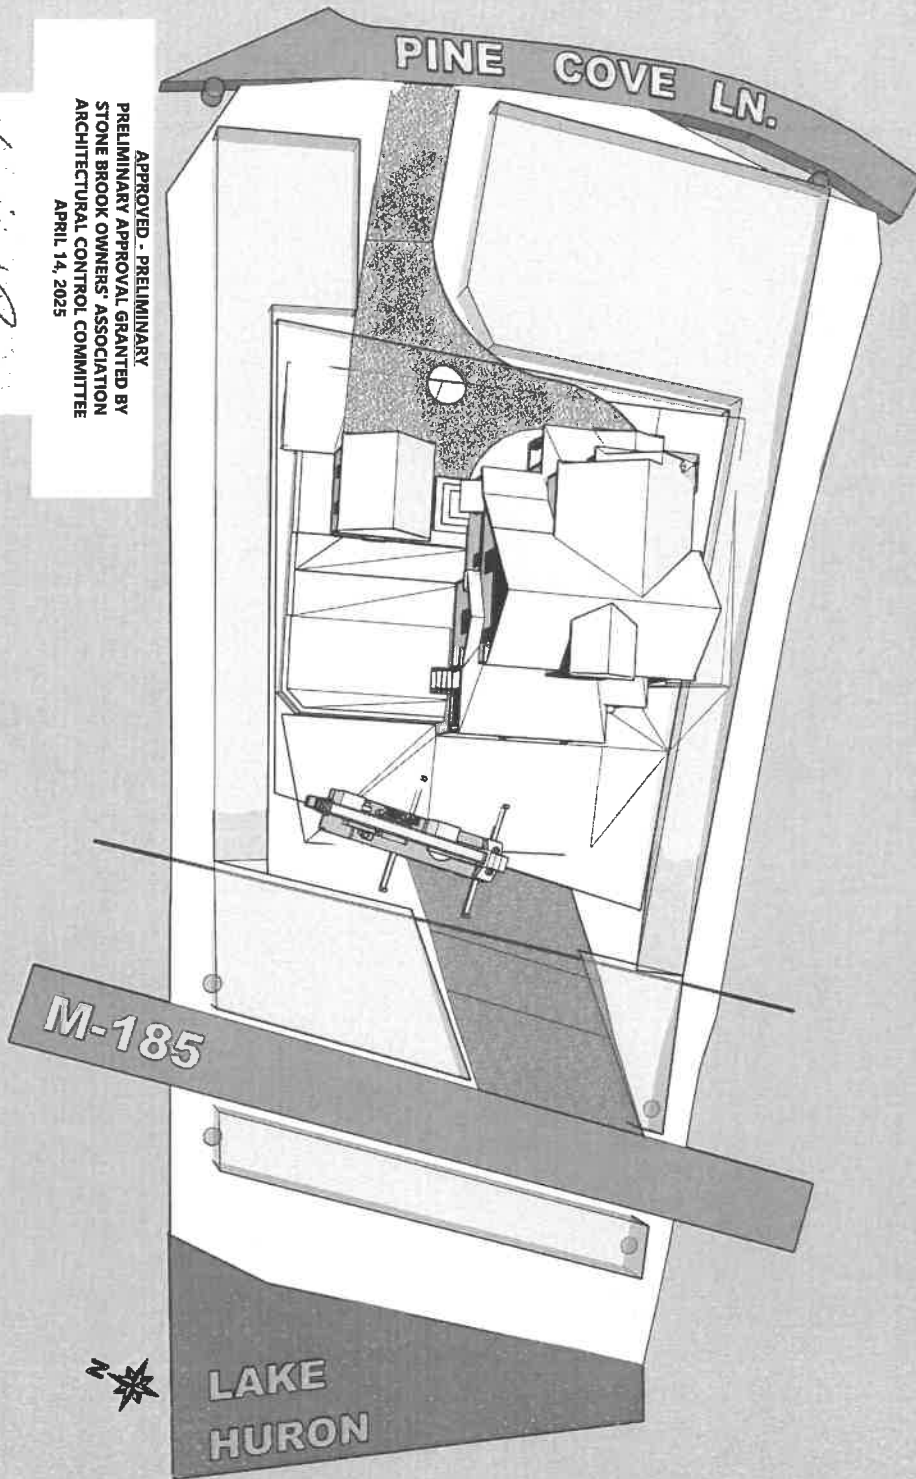 PINE COVE LN.
APPROVED - PRELIMINARY
PRELIMINARY APPROVAL GRANTED BY
STONE BROOK OWNERS' ASSOCIATION
ARCHITECTURAL CONTROL COMMITTEE
APRIL 14, 2025
M-185
N
LAKE
HURON